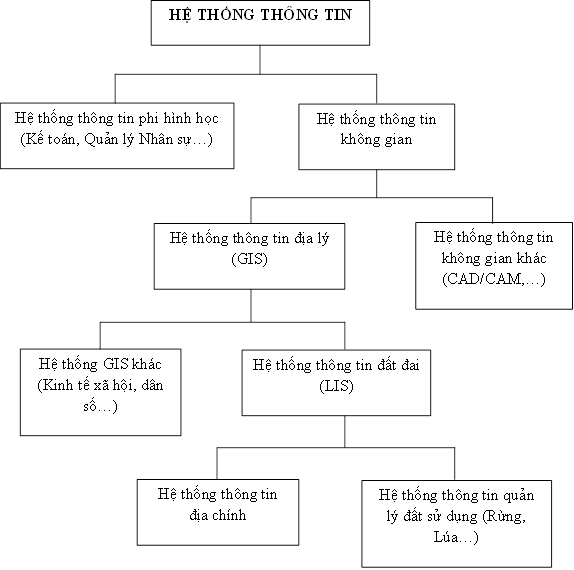 HỆ THỐNG THÔNG TIN
Hệ thống thông tin phi hình học
(Kế toán, Quản lý Nhân sự…)
Hệ thống thông tin
không gian
Hệ thống thông tin địa lý
(GIS)
Hệ thống thông tin
không gian khác
(CAD/CAM,…)
Hệ thống GIS khác
(Kinh tế xã hội, dân
số…)
Hệ thống thông tin đất đai
(LIS)
Hệ thống thông tin
địa chính
Hệ thống thông tin quản
lý đất sử dụng (Rừng,
Lúa…)